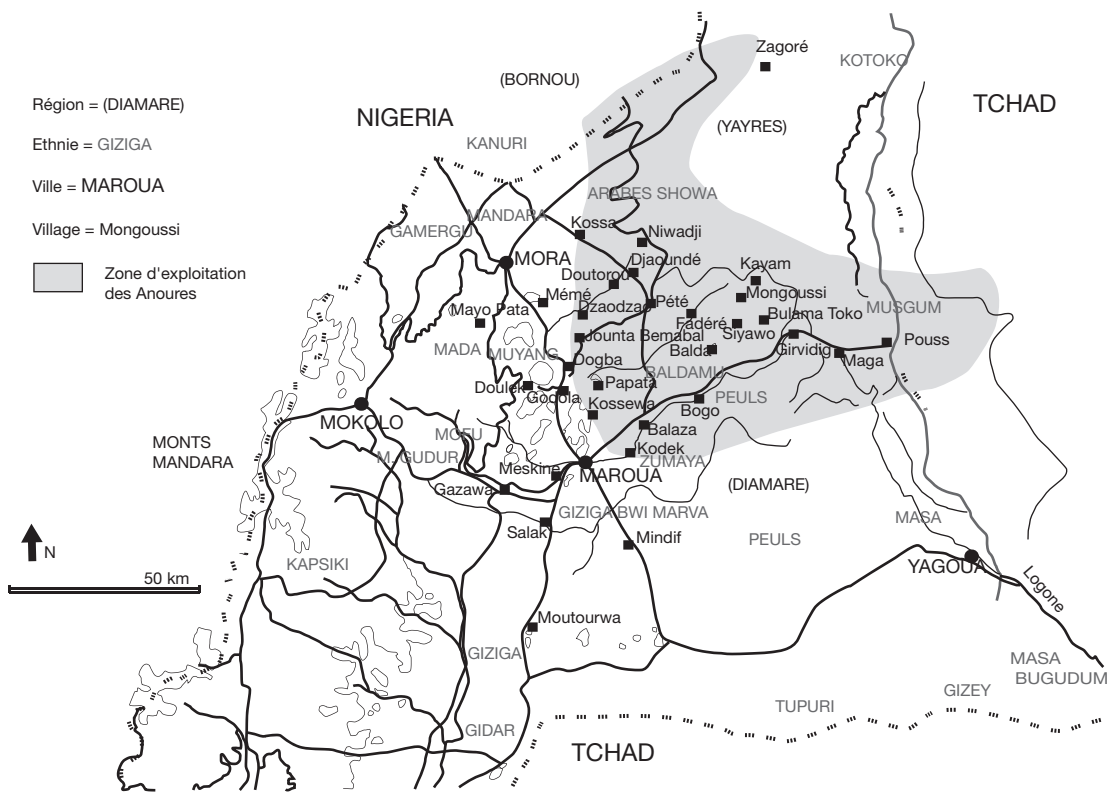 Zagoré
KOTOKO
(BORNOU)
Région = (DIAMARE)
TCHAD
NIGERIA
(YAYRES)
Ethnie = GIZIGA
KANURI
Ville = MAROUA
ARABES SHOWA
MANDARA
Village = Mongoussi
Kossa
GAMERGU
Niwadji
MORA
Djaoundé
Zone d'exploitation
des Anoures
Doutorou
Kayam
Mémé
Mongoussi
Mayo Pata
Dzaodzao
Pété
MUSGUM
Bulama Toko
Fadéré
Siyawo
Jounta Bemabal
Pouss
MADA
MUYANG
Baldaï
Girvidig
Maga
Dogba
BALDAMU
Doulek
Papata
Godola
PEULS
Kossewa
Bogo
MOKOLO
Balaza
MONTS
MANDARA
MOFU
Kodek
M. GUDUR
ZUMAYA
Meskine
MAROUA
Gazawa
(DIAMARE)
GIZIGA BWI MARVA
MASA
Salak
Mindif
PEULS
N
KAPSIKI
YAGOUA
50 km
Logone
Moutourwa
GIZIGA
MASA
BUGUDUM
GIZEY
TUPURI
GIDAR
TCHAD